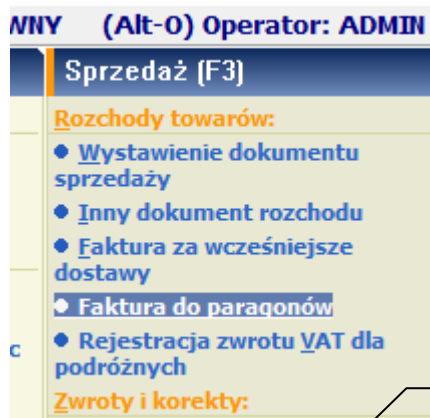 WNY (Alt-O) Operator: ADMIN
Sprzedaż (F3)
Rozchody towarów:
Wystawienie dokumentu
sprzedaży
Inny dokument rozchodu
Faktura za wcześniejsze
dostawy
Faktura do paragonów
Rejestracja zwrotu VAT dla
c
podróżnych
Zwroty i korekty: